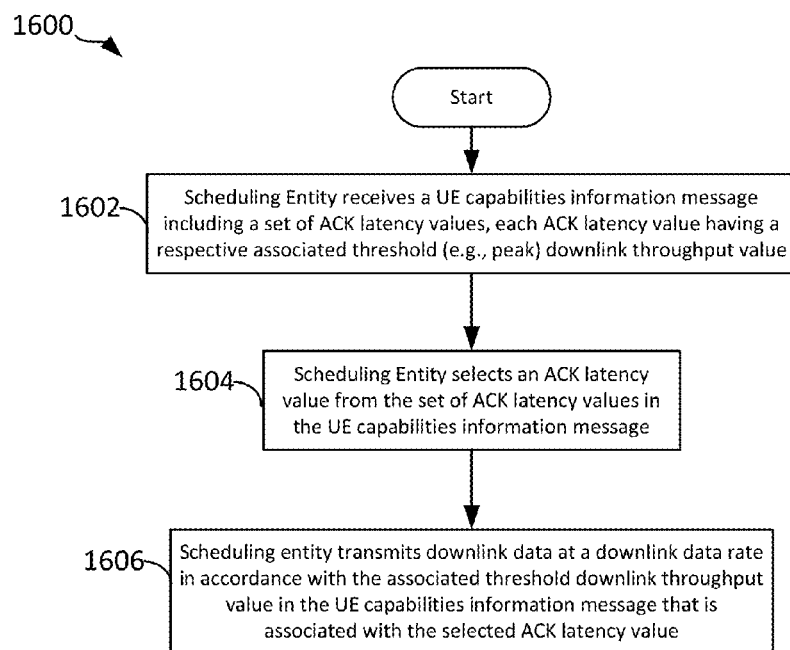 1600
Start
1602
Scheduling Entity receives a UE capabilities information message
including a set of ACK latency values, each ACK latency value having a
respective associated threshold (e.g., peak) downlink throughput value
1604
Scheduling Entity selects an ACK latency
value from the set of ACK latency values in
the UE capabilities information message
1606
Scheduling entity transmits downlink data at a downlink data rate
in accordance with the associated threshold downlink throughput
value in the UE capabilities information message that is
associated with the selected ACK latency value